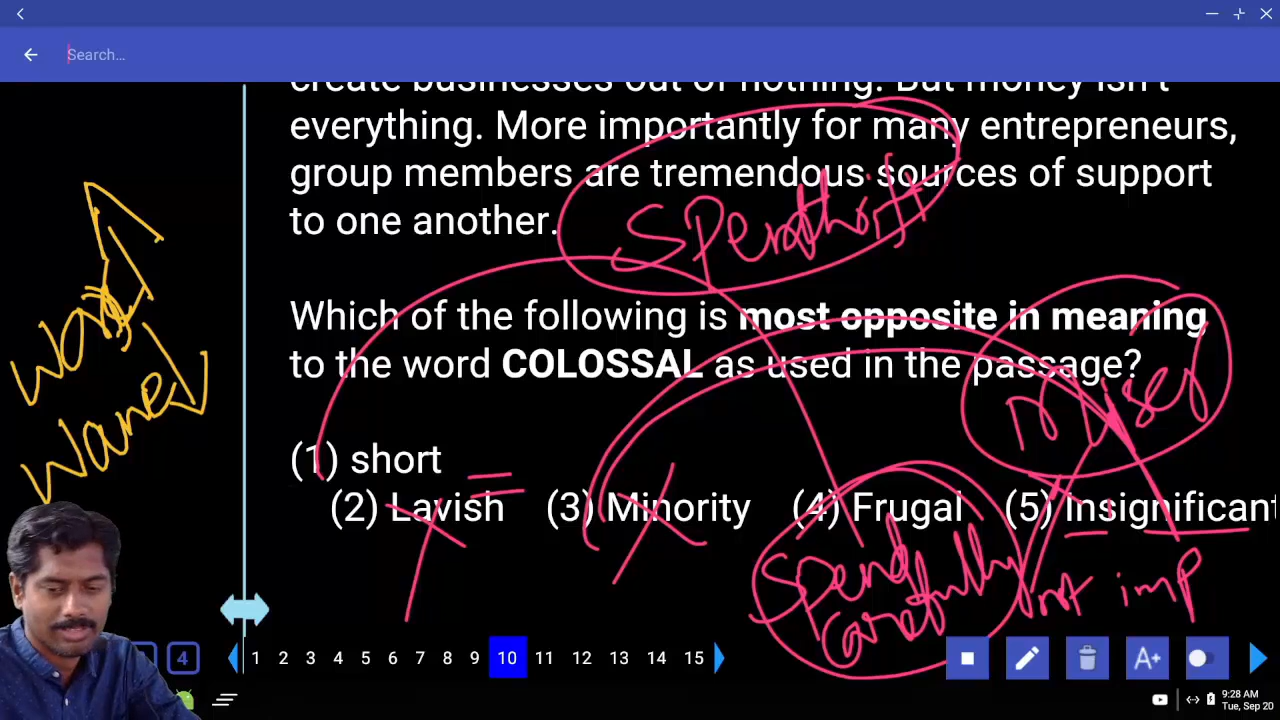 Search...
create businesses out of nothing. But money isn't
everything. More importantly for many entrepreneurs,
group members are tremendous sources of support
to one another.
Spendthrift
Which of the following is most opposite in meaning
to the word COLOSSAL as used in the passage?
Miser
Wane
(1) short
(2) Lavish (3) Minority (4) Frugal (5) Insignificant
Spend
carefully
not imp
4
1 2 3 4 5 6 7 8 9 10 11 12 13 14 15
A+
9:28 AM
Tue, Sep 20